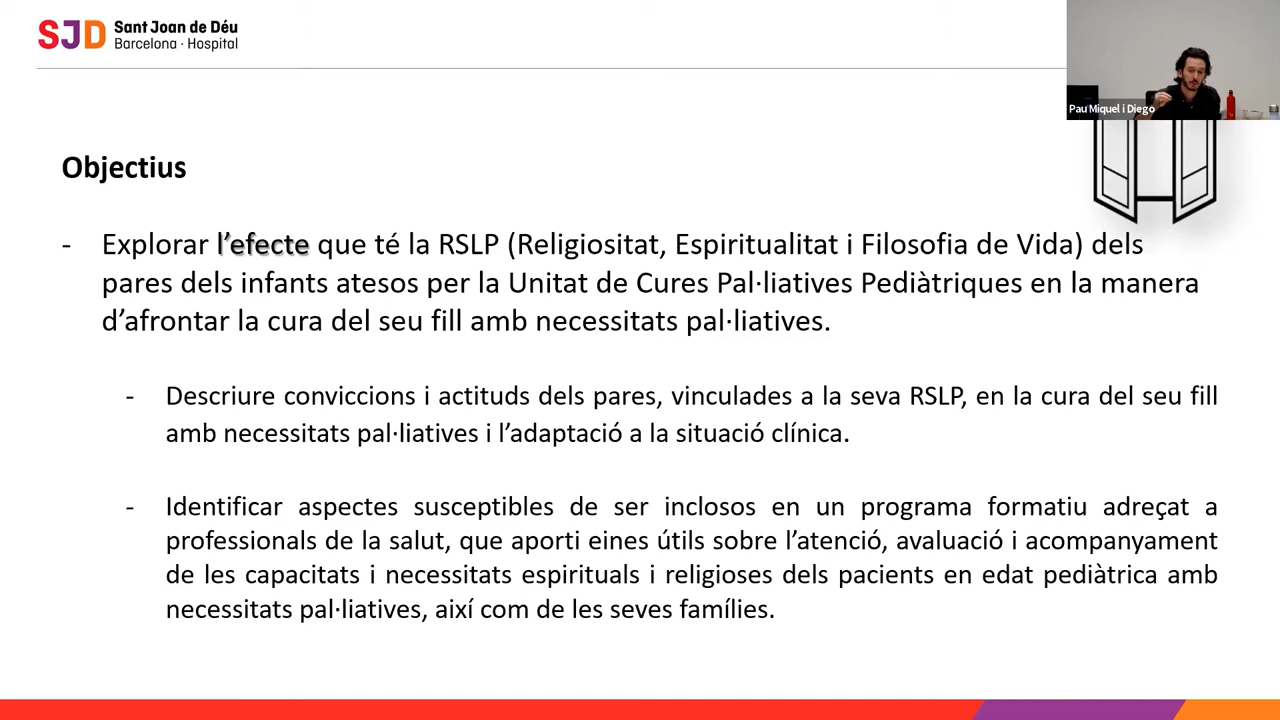 SJD Sant Joan de Déu
Barcelona · Hospital
Pau Miquel i Diego
Objectius
- Explorar l’efecte que té la RSLP (Religiositat, Espiritualitat i Filosofia de Vida) dels
pares dels infants atesos per la Unitat de Cures Pal·liatives Pediàtriques en la manera
d’afrontar la cura del seu fill amb necessitats pal·liatives.
- Descriure conviccions i actituds dels pares, vinculades a la seva RSLP, en la cura del seu fill
amb necessitats pal·liatives i l’adaptació a la situació clínica.
- Identificar aspectes susceptibles de ser inclosos en un programa formatiu adreçat a
professionals de la salut, que aporti eines útils sobre l’atenció, avaluació i acompanyament
de les capacitats i necessitats espirituals i religioses dels pacients en edat pediàtrica amb
necessitats pal·liatives, així com de les seves famílies.